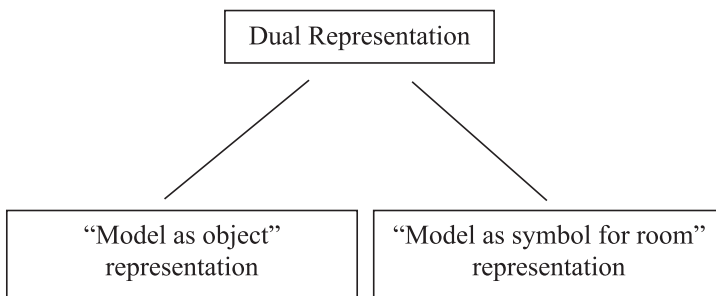 Dual Representation
“Model as object”
representation
“Model as symbol for room”
representation